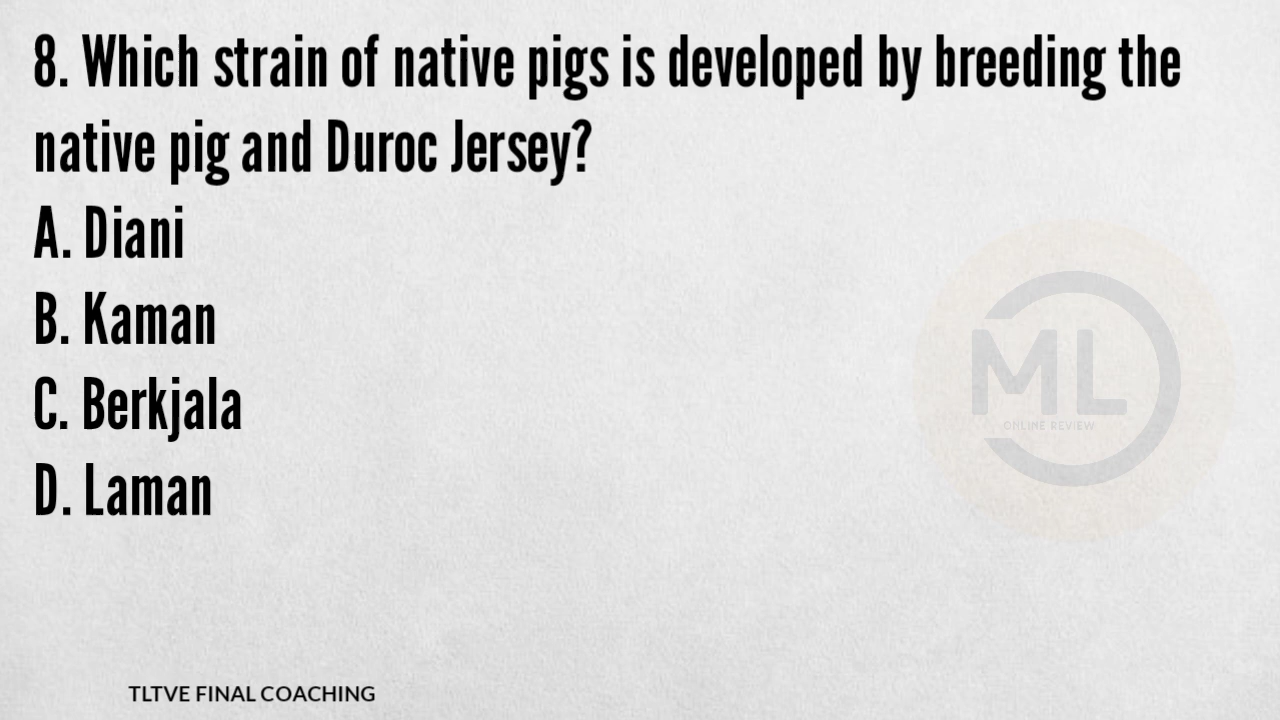 8. Which strain of native pigs is developed by breeding the
native pig and Duroc Jersey?
A. Diani
B. Kaman
C. Berkjala
D. Laman
ML
ONLINE REVIEW
TLTVE FINAL COACHING